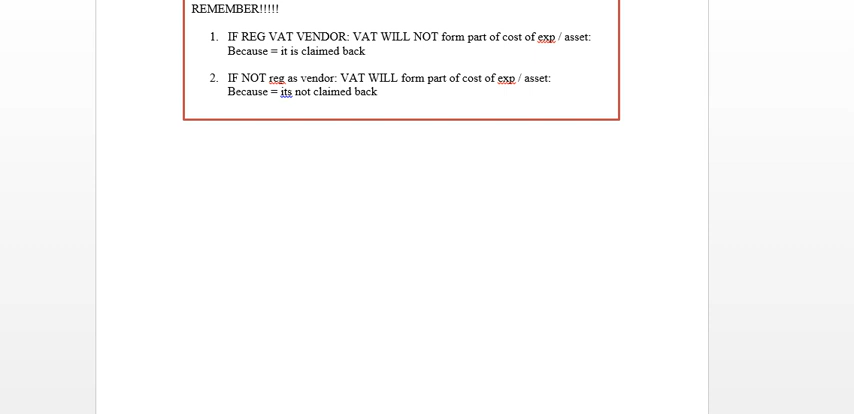 REMEMBER!!!!!
1. IF REG VAT VENDOR: VAT WILL NOT form part of cost of exp / asset:
Because = it is claimed back
2. IF NOT reg as vendor: VAT WILL form part of cost of exp / asset:
Because = its not claimed back